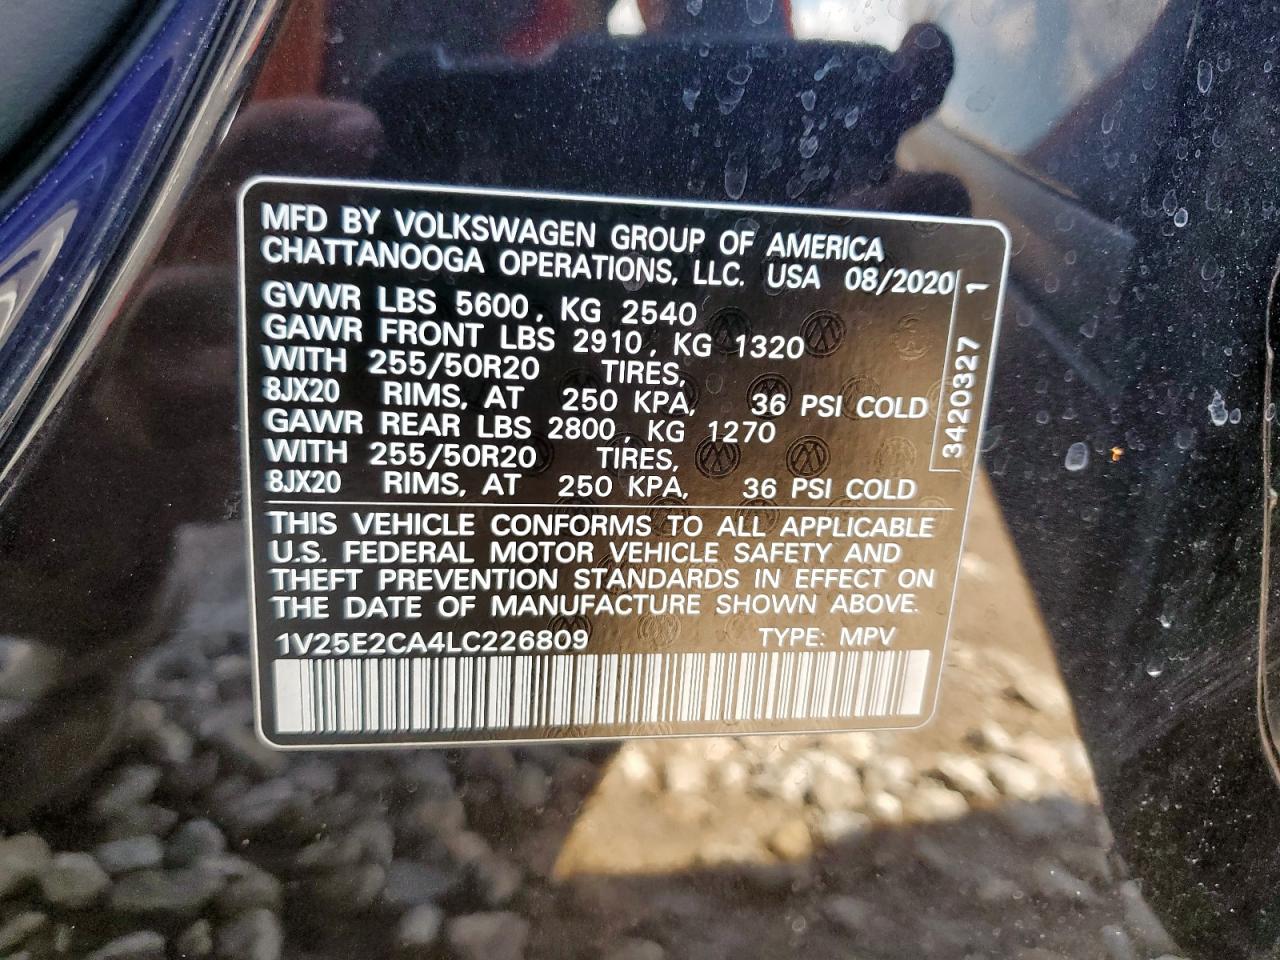 MFD BY VOLKSWAGEN GROUP OF AMERICA
CHATTANOOGA OPERATIONS, LLC. USA 08/2020
GVWR LBS 5600, KG 2540
GAWR FRONT LBS 2910, KG 1320
WITH 255/50R20 TIRES,
8JX20 RIMS, AT 250 KPA, 36 PSI COLD
GAWR REAR LBS 2800, KG 1270
WITH 255/50R20 TIRES,
8JX20 RIMS, AT 250 KPA, 36 PSI COLD
3420327 1
THIS VEHICLE CONFORMS TO ALL APPLICABLE
U.S. FEDERAL MOTOR VEHICLE SAFETY AND
THEFT PREVENTION STANDARDS IN EFFECT ON
THE DATE OF MANUFACTURE SHOWN ABOVE.
1V25E2CA4LC226809 TYPE: MPV